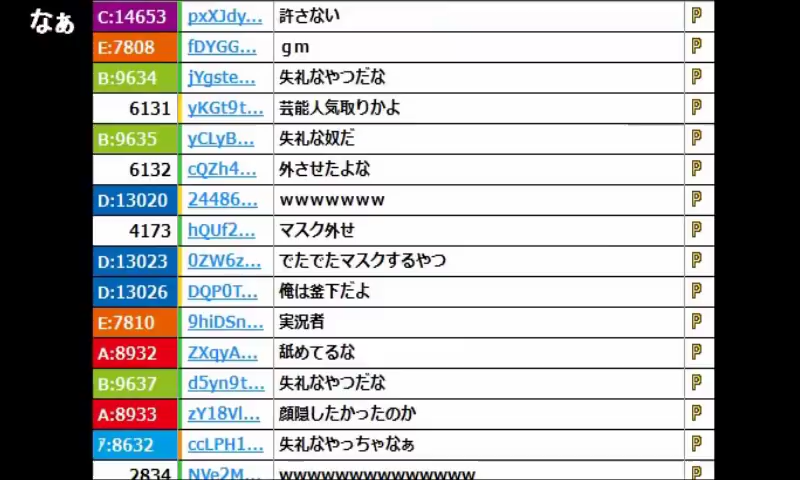 なぁ
C:14653 pxXJdy... 許さない P
E:7808 fDYGG... gm P
B:9634 jYgste... 失礼なやつだな P
6131 yKGt9t... 芸能人気取りかよ P
B:9635 yCLyB... 失礼な奴だ P
6132 cQZh4... 外させたよな P
D:13020 24486... wwwwwww P
4173 hQUf2... マスク外せ P
D:13023 0ZW6z... でたでたマスクするやつ P
D:13026 DQP0T... 俺は釜下だよ P
E:7810 9hiDSn... 実況者 P
A:8932 ZXqyA... 舐めてるな P
B:9637 d5yn9t... 失礼なやつだな P
A:8933 zY18Vl... 顔隠したかったのか P
ｱ:8632 ccLPH1... 失礼なやっちゃなぁ P
2834 NVe2M... wwwwwwwwwwwwww P